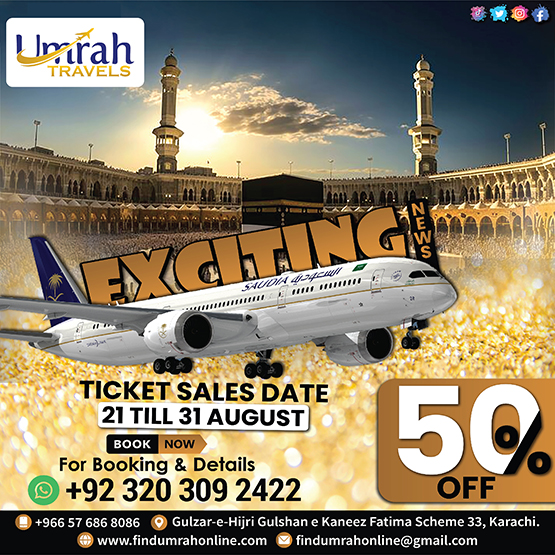 Umrah
TRAVELS
EXCITING
NEWS
SAUDIA السعودية
TICKET SALES DATE
21 TILL 31 AUGUST
BOOK NOW
For Booking & Details
+92 320 309 2422
50%
OFF
+966 57 686 8086 Gulzar-e-Hijri Gulshan e Kaneez Fatima Scheme 33, Karachi.
www.findumrahonline.com findumrahonline@gmail.com